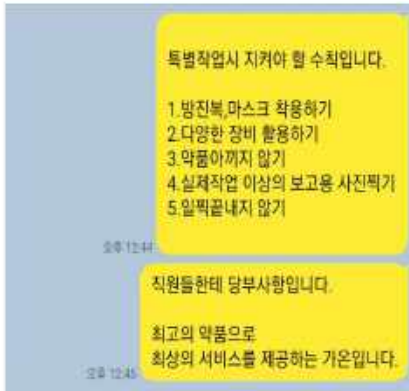 특별작업시 지켜야 할 수칙입니다.
1.방진복,마스크 착용하기
2.다양한 장비 활용하기
3.약품아끼지 않기
4.실제작업 이상의 보고용 사진찍기
5.일찍끝내지 않기
오후 12:44
직원들한테 당부사항입니다.
최고의 약품으로
최상의 서비스를 제공하는 가온입니다.
오후 12:45